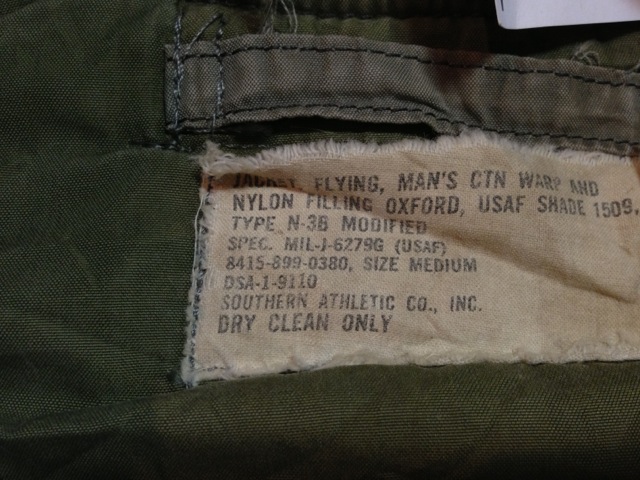 JACKET, FLYING, MAN'S CTN WARP AND
NYLON FILLING OXFORD, USAF SHADE 1509,
TYPE N-3B MODIFIED
SPEC. MIL-J-6279G (USAF)
8415-899-0380, SIZE MEDIUM
DSA-1-9110
SOUTHERN ATHLETIC CO., INC.
DRY CLEAN ONLY